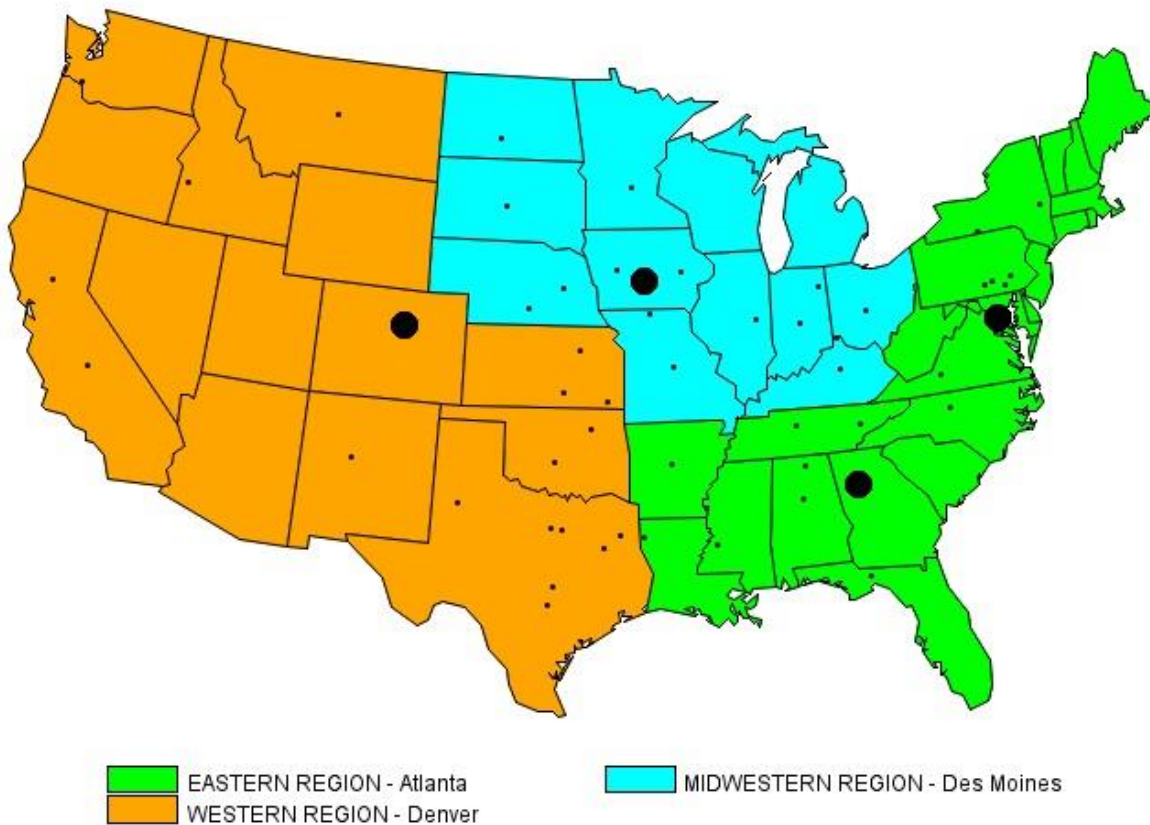 EASTERN REGION - Atlanta
MIDWESTERN REGION - Des Moines
WESTERN REGION - Denver